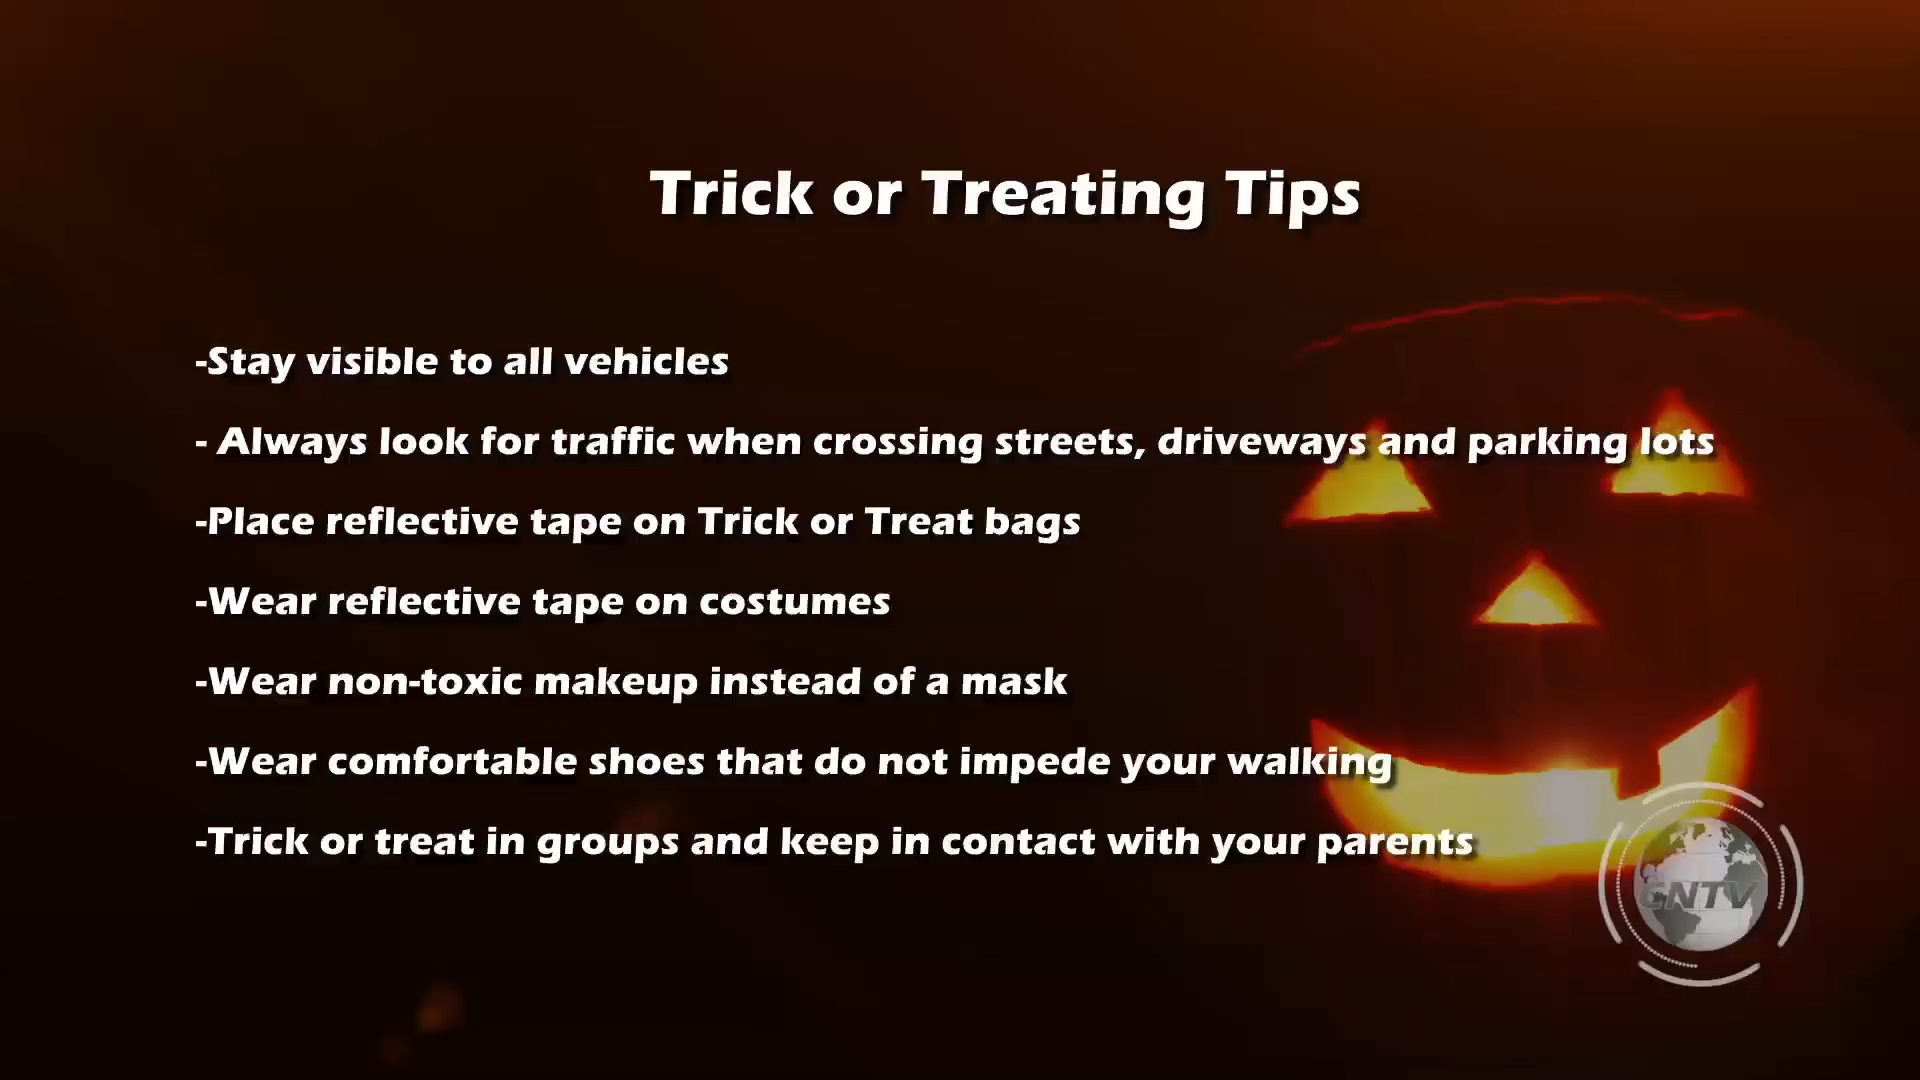 Trick or Treating Tips
-Stay visible to all vehicles
- Always look for traffic when crossing streets, driveways and parking lots
-Place reflective tape on Trick or Treat bags
-Wear reflective tape on costumes
-Wear non-toxic makeup instead of a mask
-Wear comfortable shoes that do not impede your walking
-Trick or treat in groups and keep in contact with your parents
CNTV